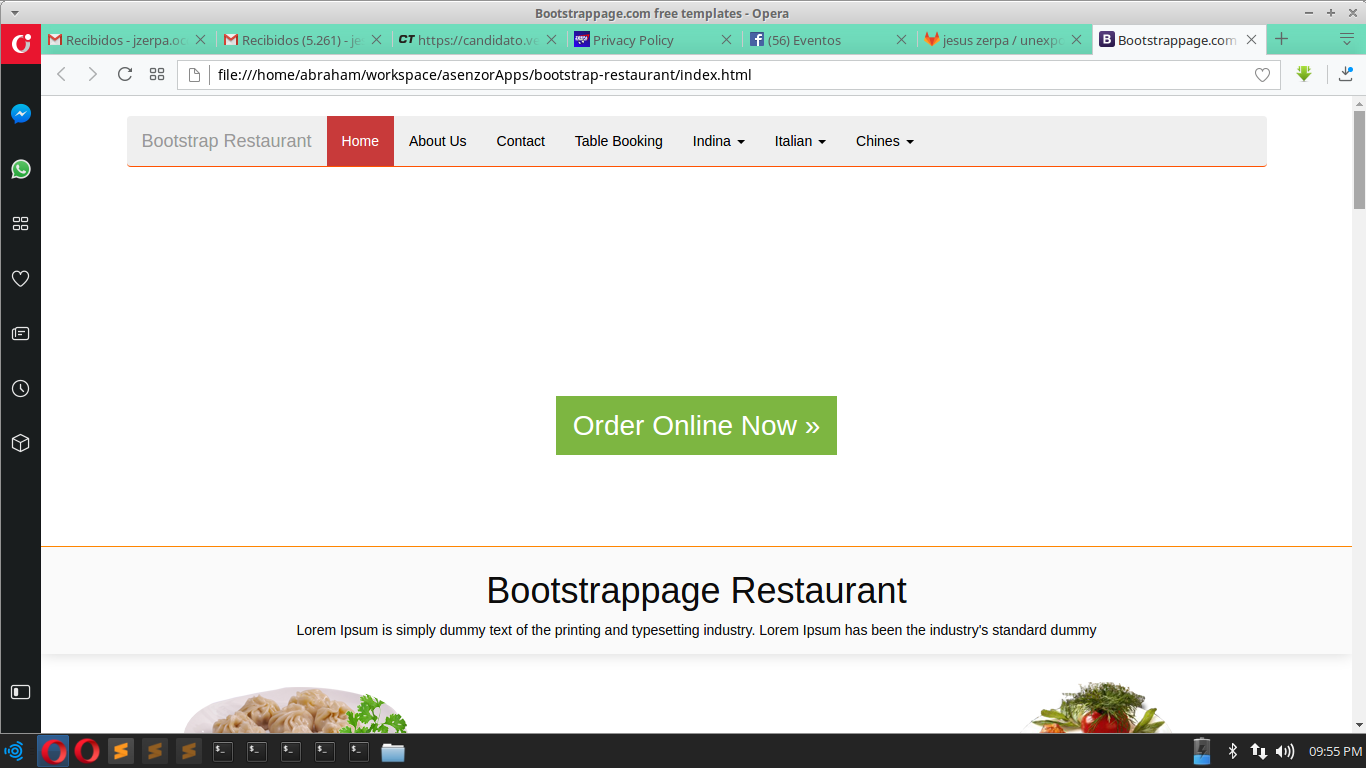 Bootstrappage.com free templates - Opera
Recibidos - jzerpa.oc
Recibidos (5.261) - je
CT https://candidato.ve
Privacy Policy
(56) Eventos
jesus zerpa / unexpo
B Bootstrappage.com
file:///home/abraham/workspace/asenzorApps/bootstrap-restaurant/index.html
Bootstrap Restaurant Home About Us Contact Table Booking Indina Italian Chines
Order Online Now »
Bootstrappage Restaurant
Lorem Ipsum is simply dummy text of the printing and typesetting industry. Lorem Ipsum has been the industry's standard dummy
09:55 PM